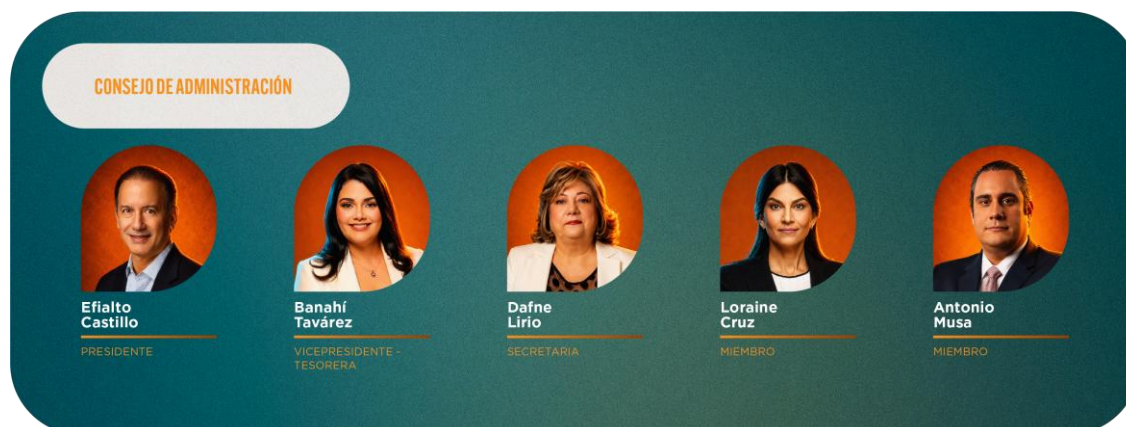 CONSEJO DE ADMINISTRACIÓN
Efialto
Castillo
PRESIDENTE
Banahí
Tavárez
VICEPRESIDENTE -
TESORERA
Dafne
Lirio
SECRETARIA
Loraine
Cruz
MIEMBRO
Antonio
Musa
MIEMBRO